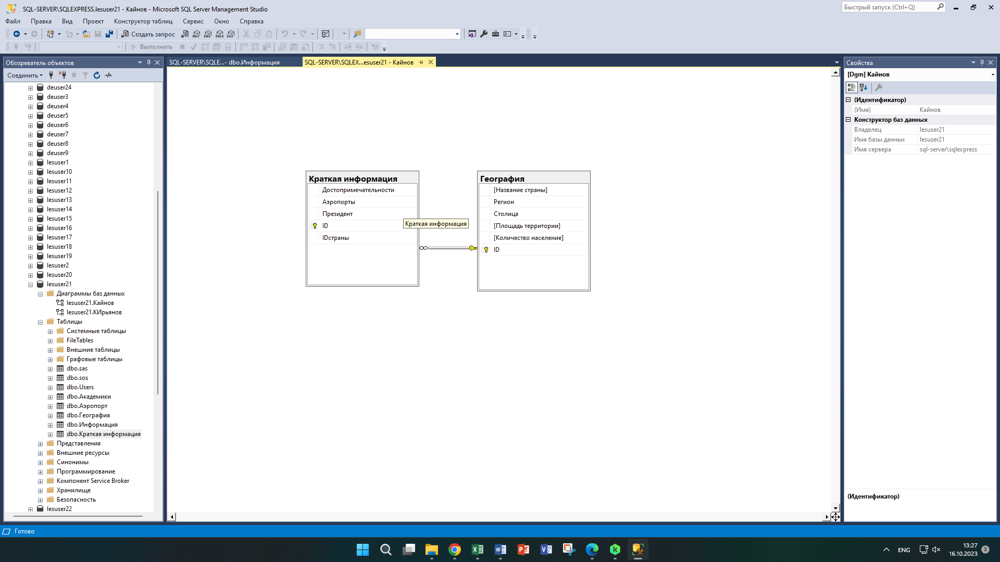 SQL-SERVER\SQLEXPRESS.lesuser21 - Кайнов - Microsoft SQL Server Management Studio
Быстрый запуск (Ctrl+Q)
Файл Правка Вид Проект Конструктор таблиц Сервис Окно Справка
Создать запрос MDX DMX XMLA DAX
Выполнить
Обозреватель объектов
Соединить
deuser24
deuser3
deuser4
deuser5
deuser6
deuser7
deuser8
deuser9
lesuser1
lesuser10
lesuser11
lesuser12
lesuser13
lesuser14
lesuser15
lesuser16
lesuser17
lesuser18
lesuser19
lesuser2
lesuser20
lesuser21
Диаграммы баз данных
lesuser21.Кайнов
lesuser21.КИрьянов
Таблицы
Системные таблицы
FileTables
Внешние таблицы
Графовые таблицы
dbo.sas
dbo.sos
dbo.Users
dbo.Академики
dbo.Аэропорт
dbo.География
dbo.Информация
dbo.Краткая информация
Представления
Внешние ресурсы
Синонимы
Программирование
Компонент Service Broker
Хранилище
Безопасность
lesuser22
SQL-SERVER\SQLE...- dbo.Информация
SQL-SERVER\SQLEX...esuser21 - Кайнов
Краткая информация
Достопримечательности
Аэропорты
Президент
ID
IDстраны
Краткая информация
География
[Название страны]
Регион
Столица
[Площадь территории]
[Количество население]
ID
Свойства
[Dgm] Кайнов
(Идентификатор)
(Имя) Кайнов
Конструктор баз данных
Владелец lesuser21
Имя базы данных lesuser21
Имя сервера sql-server\sqlexpress
(Идентификатор)
Готово
ENG
13:27
16.10.2023
3